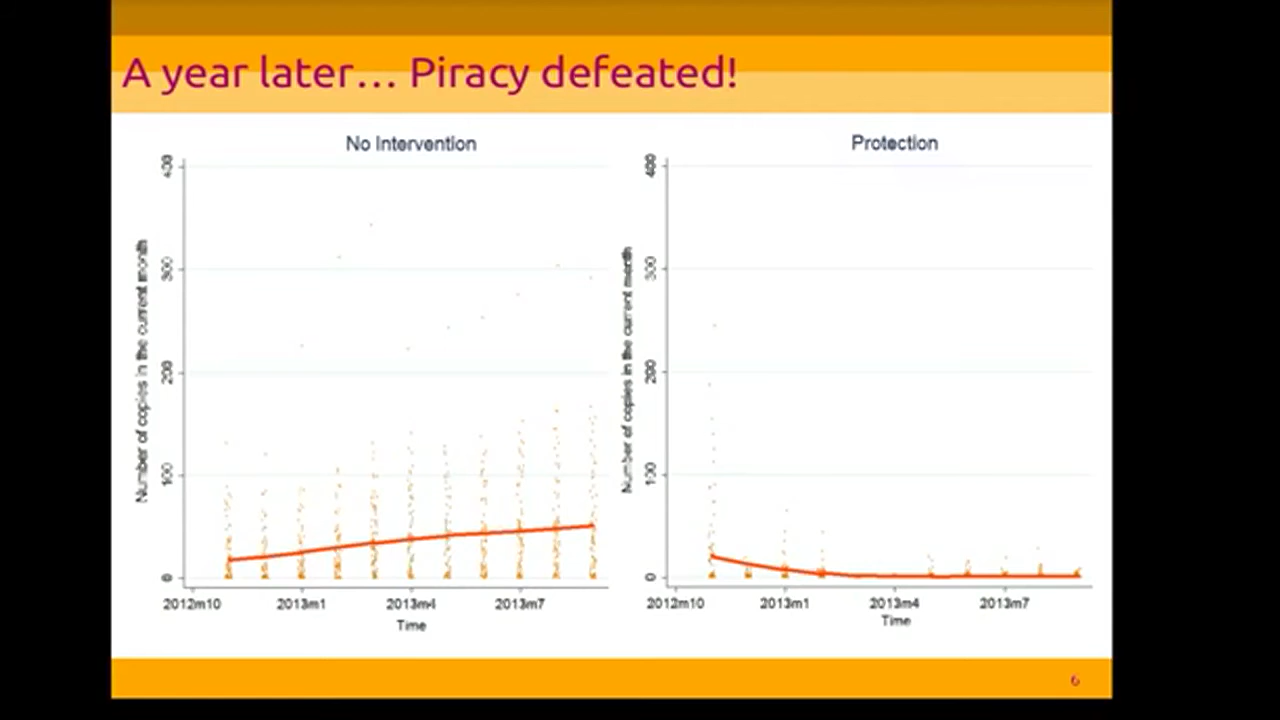 A year later... Piracy defeated!
No Intervention
Number of copies in the current month
400
300
200
100
0
2012m10 2013m1 2013m4 2013m7
Time
Protection
Number of copies in the current month
400
300
200
100
0
2012m10 2013m1 2013m4 2013m7
Time
6